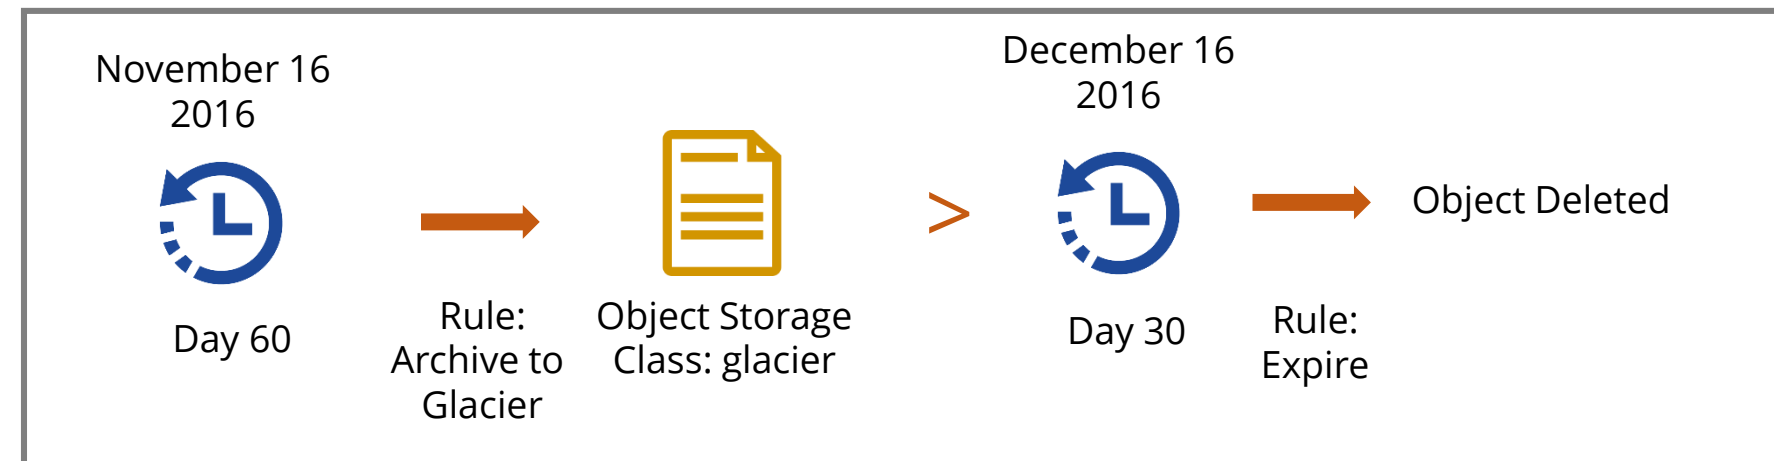 November 16
2016
Day 60
Rule:
Archive to
Glacier
Object Storage
Class: glacier
>
December 16
2016
Day 30
Rule:
Expire
Object Deleted